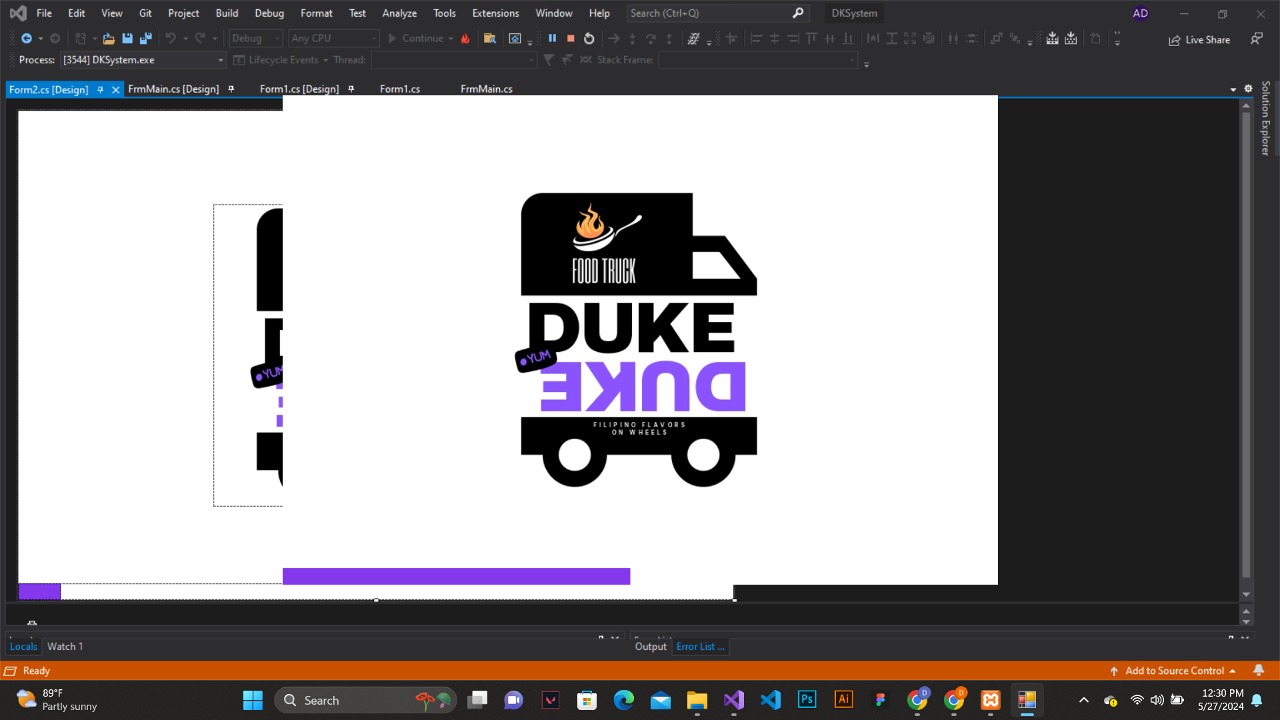 File Edit View Git Project Build Debug Format Test Analyze Tools Extensions Window Help Search (Ctrl+Q) DKSystem AD
Debug Any CPU Continue Live Share
Process: [3544] DKSystem.exe Lifecycle Events Thread: Stack Frame:
Form2.cs [Design] FrmMain.cs [Design] Form1.cs [Design] Form1.cs FrmMain.cs
Solution Explorer
FOOD TRUCK
DUKE
YUM
DUKE
YUM
FILIPINO FLAVORS
ON WHEELS
Locals Watch 1 Output Error List ...
Ready Add to Source Control
89°F
Partly sunny
Search
12:30 PM
5/27/2024